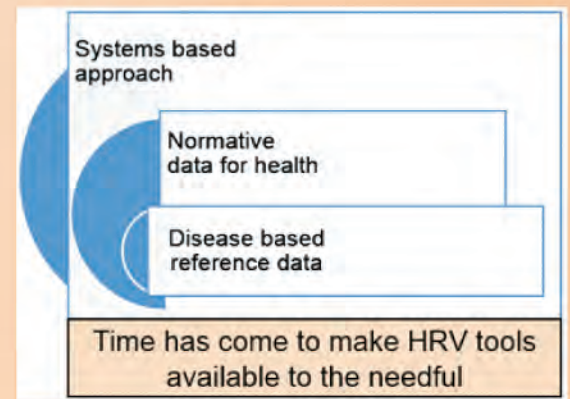 Systems based
approach
Normative
data for health
Disease based
reference data
Time has come to make HRV tools
available to the needful